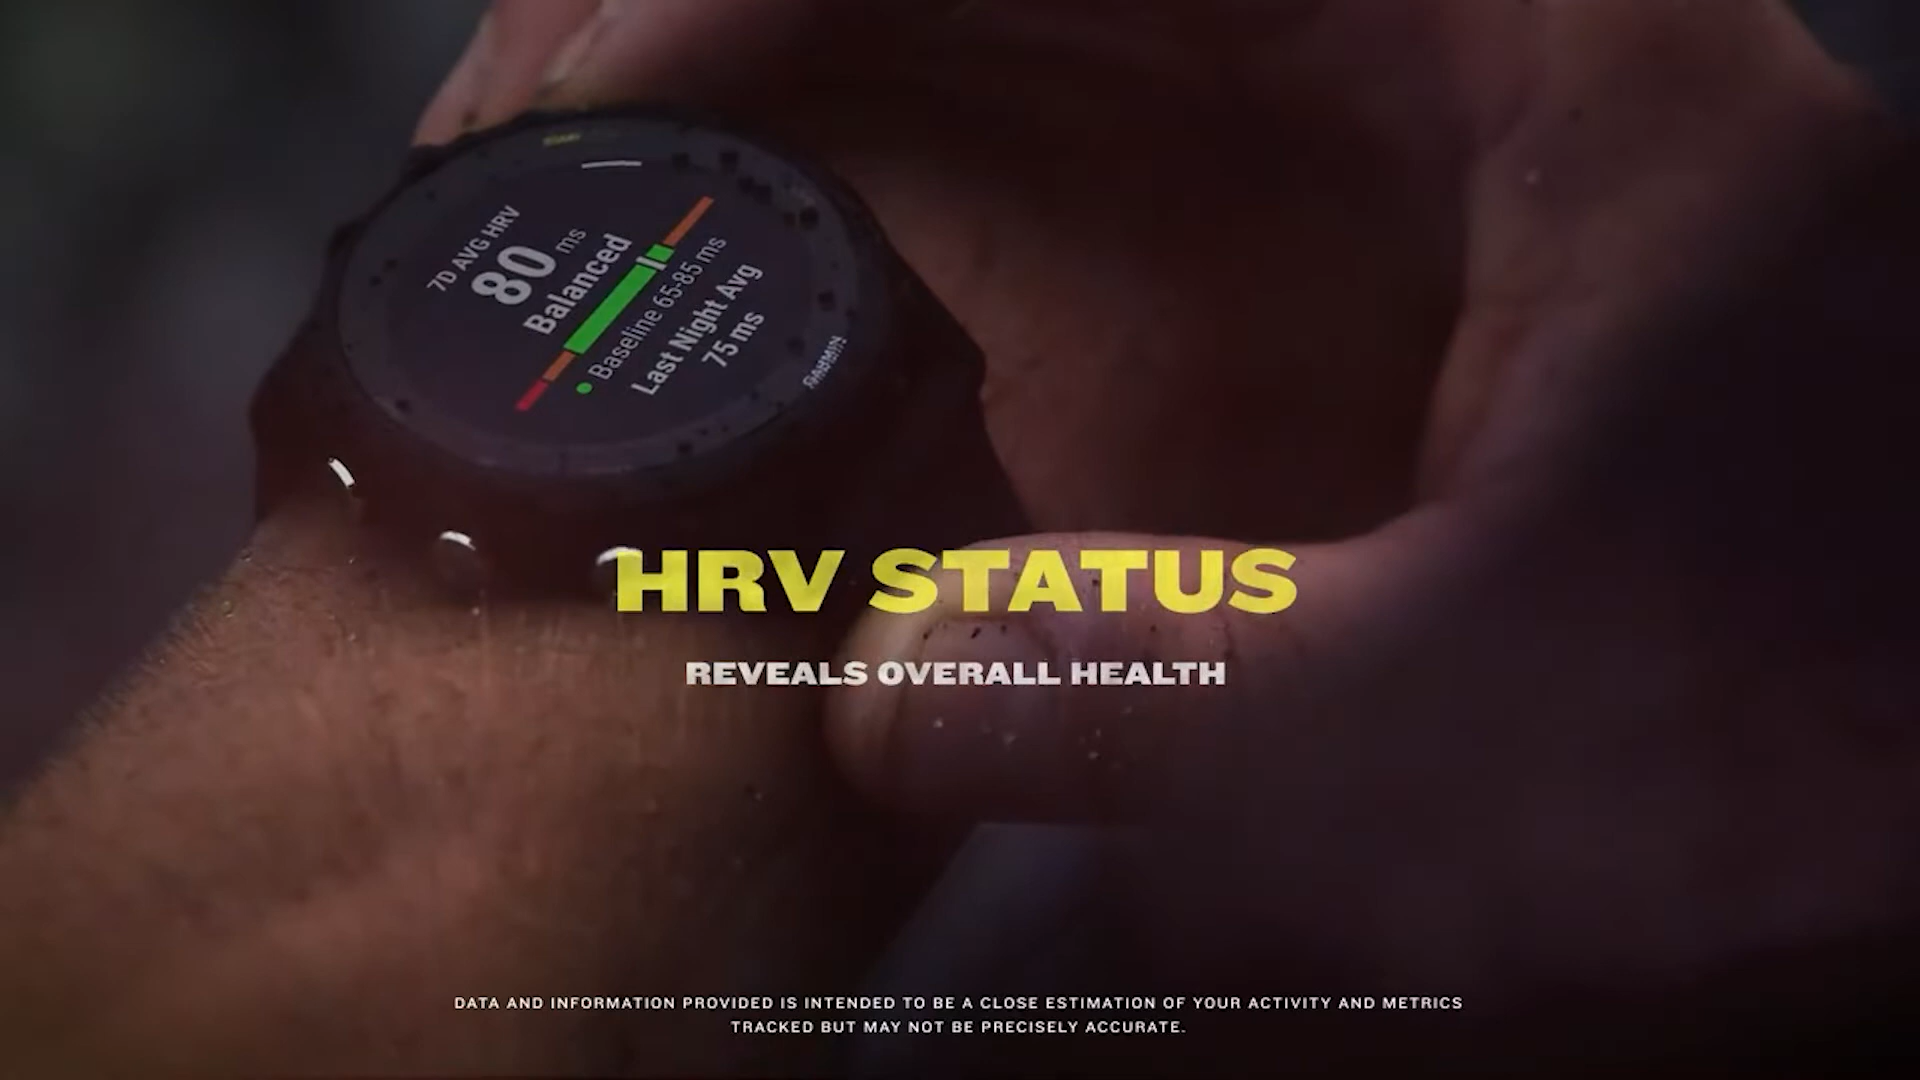 7D AVG HRV
80 ms
Balanced
Baseline 65-85 ms
Last Night Avg
75 ms
GARMIN
HRV STATUS
REVEALS OVERALL HEALTH
DATA AND INFORMATION PROVIDED IS INTENDED TO BE A CLOSE ESTIMATION OF YOUR ACTIVITY AND METRICS
TRACKED BUT MAY NOT BE PRECISELY ACCURATE.